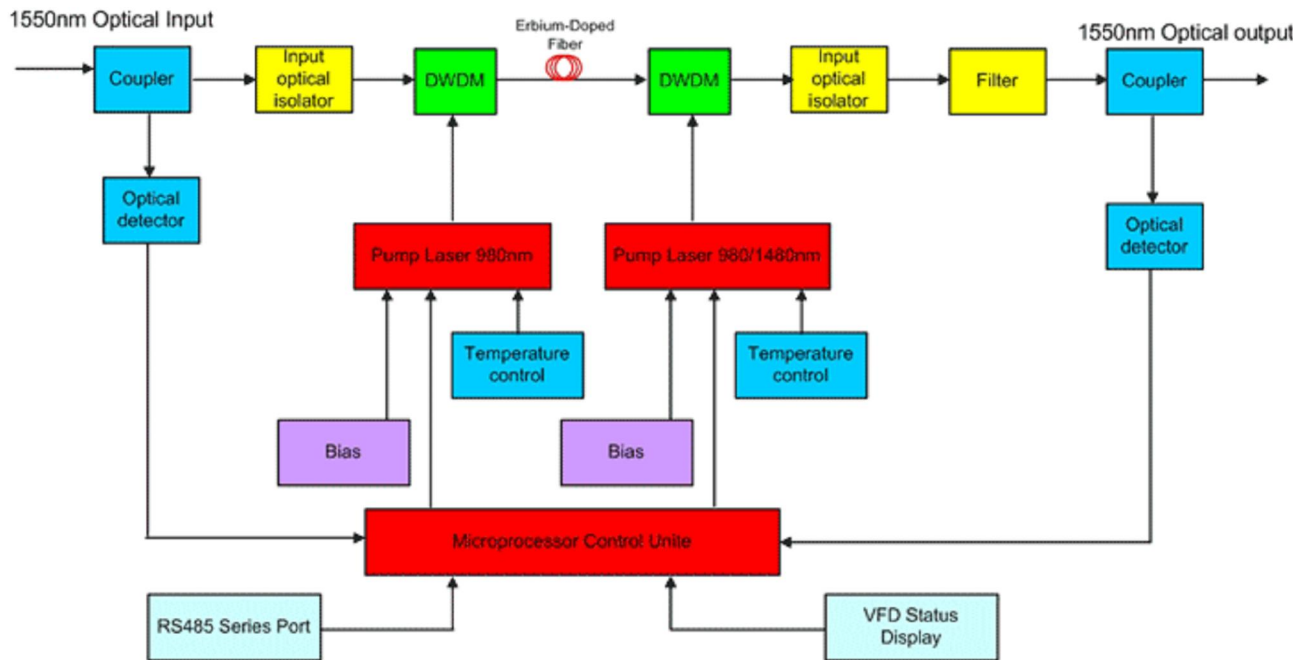 1550nm Optical Input
Erbium-Doped
Fiber
1550nm Optical output
Coupler
Input
optical
isolator
DWDM
DWDM
Input
optical
isolator
Filter
Coupler
Optical
detector
Optical
detector
Pump Laser 980nm
Pump Laser 980/1480nm
Temperature
control
Temperature
control
Bias
Bias
Microprocessor Control Unite
RS485 Series Port
VFD Status
Display